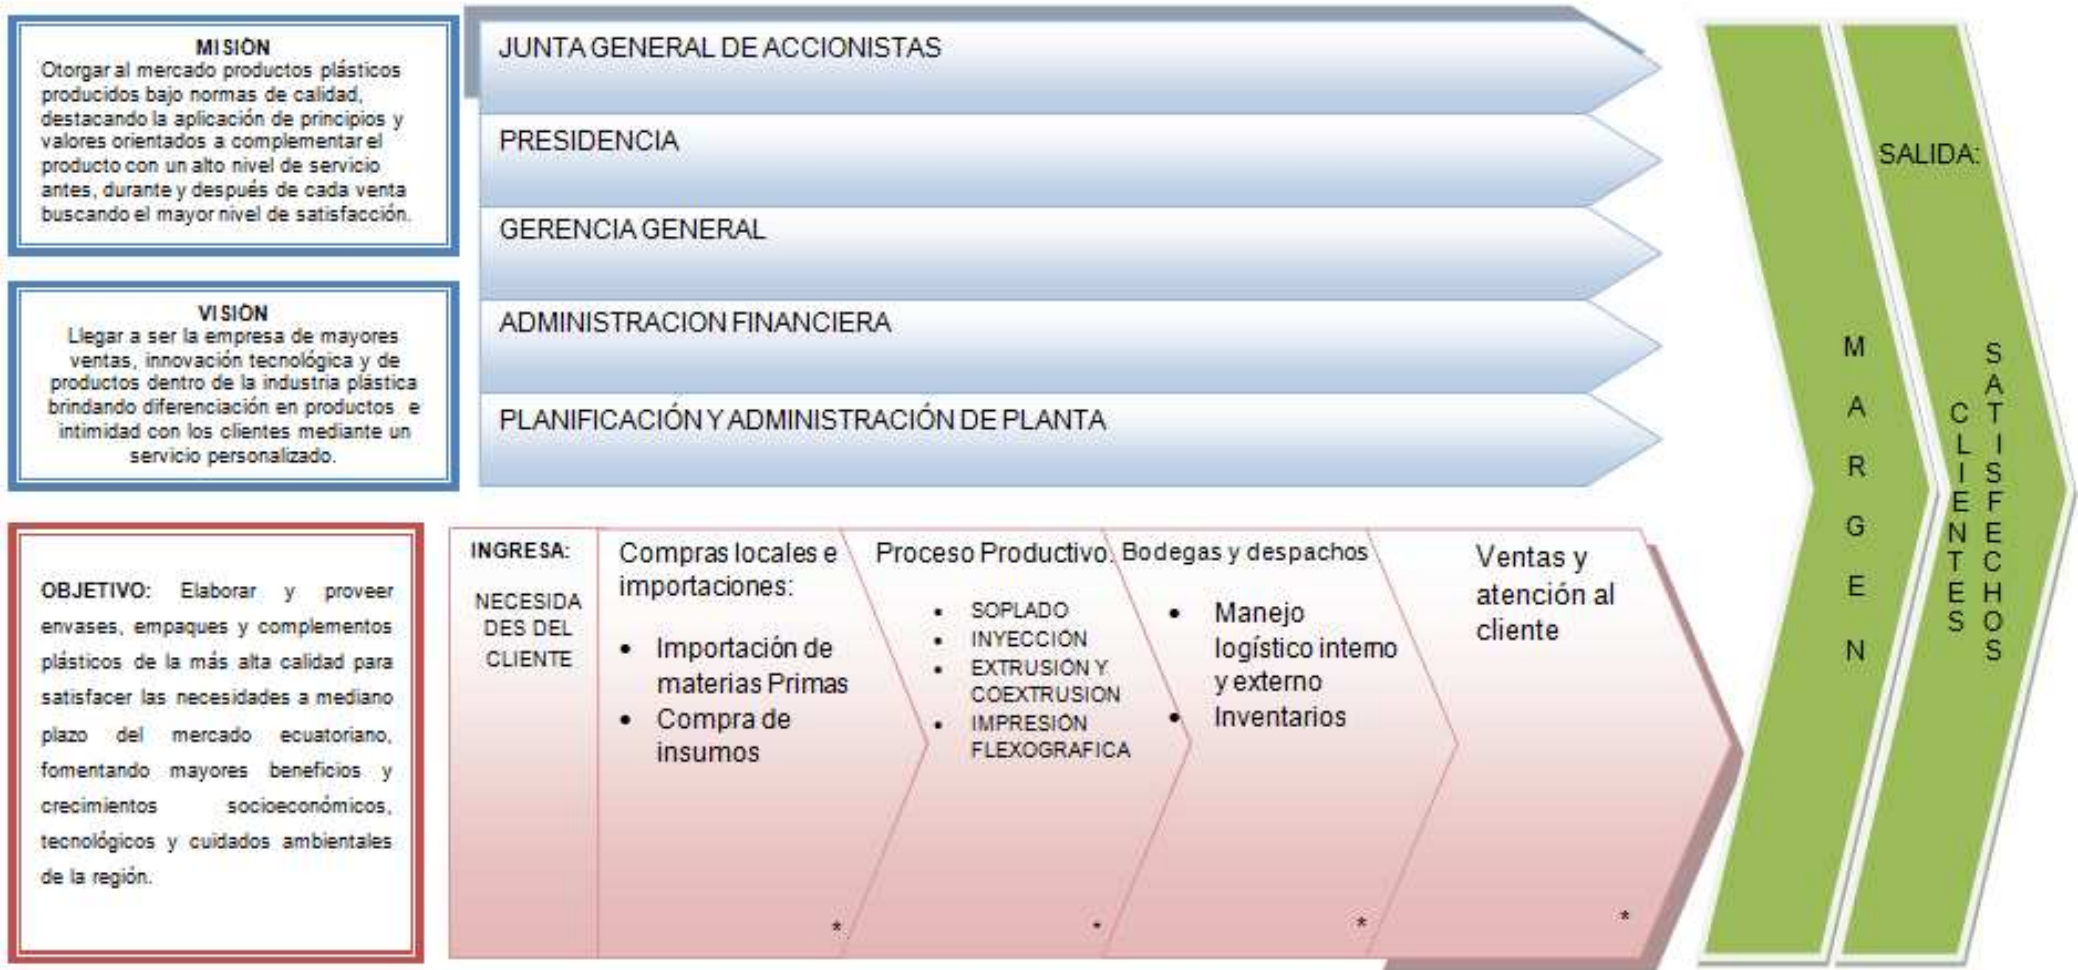 MISIÓN
Otorgar al mercado productos plásticos
producidos bajo normas de calidad,
destacando la aplicación de principios y
valores orientados a complementar el
producto con un alto nivel de servicio
antes, durante y después de cada venta
buscando el mayor nivel de satisfacción.
VISIÓN
Llegar a ser la empresa de mayores
ventas, innovación tecnológica y de
productos dentro de la industria plástica
brindando diferenciación en productos e
intimidad con los clientes mediante un
servicio personalizado.
JUNTA GENERAL DE ACCIONISTAS
PRESIDENCIA
GERENCIA GENERAL
ADMINISTRACION FINANCIERA
PLANIFICACIÓN Y ADMINISTRACIÓN DE PLANTA
OBJETIVO: Elaborar y proveer
envases, empaques y complementos
plásticos de la más alta calidad para
satisfacer las necesidades a mediano
plazo del mercado ecuatoriano,
fomentando mayores beneficios y
crecimientos socioeconómicos,
tecnológicos y cuidados ambientales
de la región.
INGRESA:
NECESIDA
DES DEL
CLIENTE
Compras locales e
importaciones:
• Importación de
materias Primas
• Compra de
insumos
*
Proceso Productivo.
• SOPLADO
• INYECCIÓN
• EXTRUSIÓN Y
COEXTRUSION
• IMPRESIÓN
FLEXOGRAFICA
*
Bodegas y despachos
• Manejo
logístico interno
y externo
• Inventarios
*
Ventas y
atención al
cliente
*
MARGEN
SALIDA:
CLIENTES
SATISFECHOS